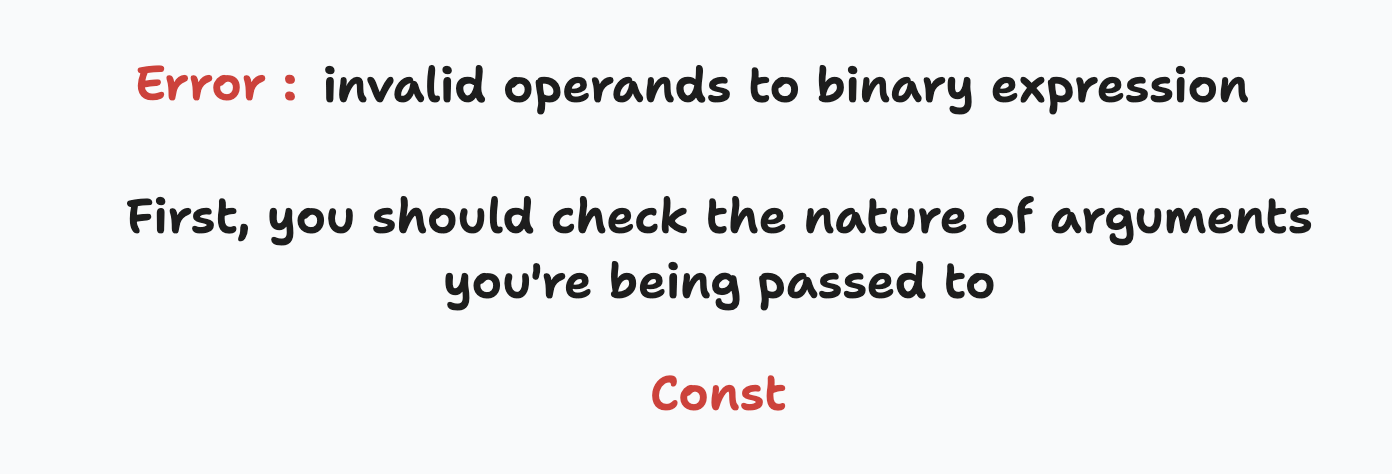 Error : invalid operands to binary expression
First, you should check the nature of arguments
you're being passed to
Const